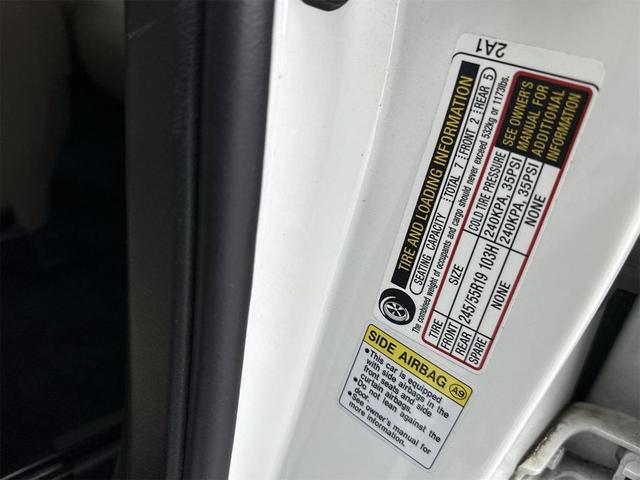 2A1
TIRE AND LOADING INFORMATION
SEATING CAPACITY TOTAL 7 FRONT 2 REAR 5
The combined weight of occupants and cargo should never exceed 532kg or 1173lbs.
TIRE SIZE COLD TIRE PRESSURE
FRONT 245/55R19 103H 240KPA, 35PSI
REAR 240KPA, 35PSI
SPARE NONE NONE
SEE OWNER'S
MANUAL FOR
ADDITIONAL
INFORMATION
SIDE AIRBAG A9
•This car is equipped
with side airbags in the
front seats and side
curtain airbags.
•Do not lean against the
door.
•See owner's manual for
more information.